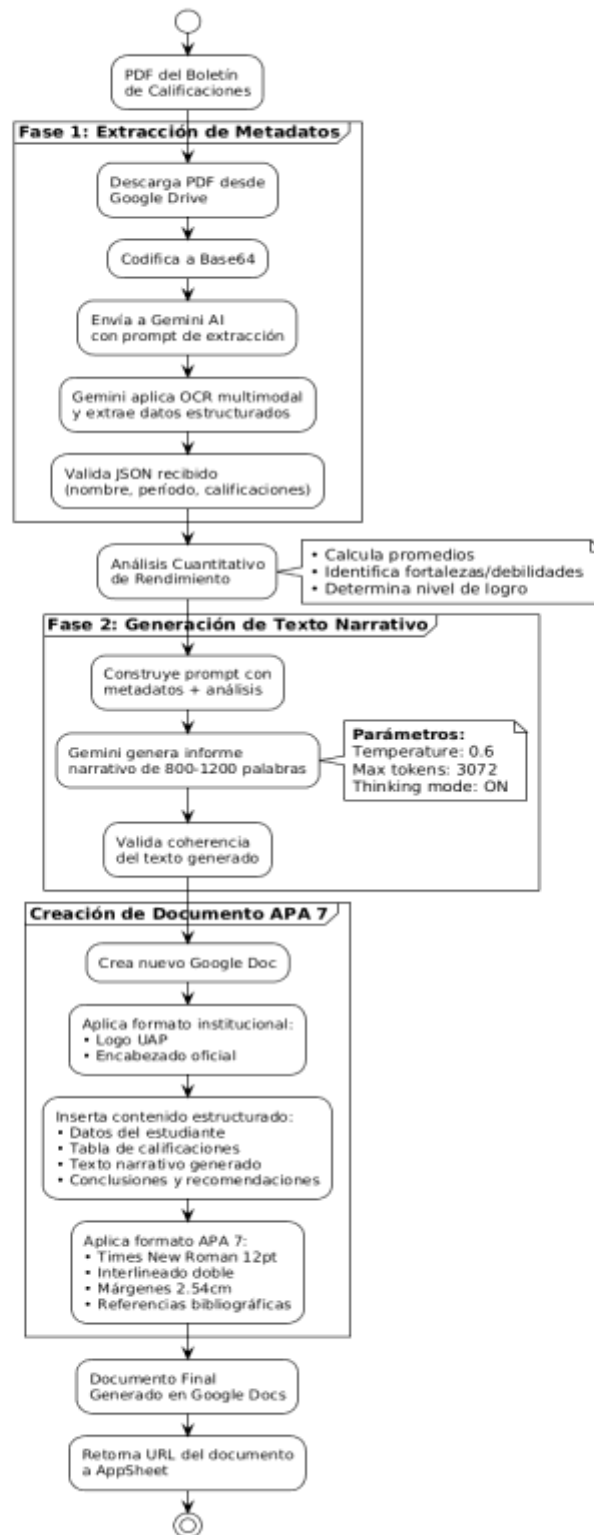 PDF del Boletín
de Calificaciones
Fase 1: Extracción de Metadatos
Descarga PDF desde
Google Drive
Codifica a Base64
Envía a Gemini AI
con prompt de extracción
Gemini aplica OCR multimodal
y extrae datos estructurados
Valida JSON recibido
(nombre, período, calificaciones)
Análisis Cuantitativo
de Rendimiento
• Calcula promedios
• Identifica fortalezas/debilidades
• Determina nivel de logro
Fase 2: Generación de Texto Narrativo
Construye prompt con
metadatos + análisis
Gemini genera informe
narrativo de 800-1200 palabras
Parámetros:
Temperature: 0.6
Max tokens: 3072
Thinking mode: ON
Valida coherencia
del texto generado
Creación de Documento APA 7
Crea nuevo Google Doc
Aplica formato institucional:
• Logo UAP
• Encabezado oficial
Inserta contenido estructurado:
• Datos del estudiante
• Tabla de calificaciones
• Texto narrativo generado
• Conclusiones y recomendaciones
Aplica formato APA 7:
• Times New Roman 12pt
• Interlineado doble
• Márgenes 2.54cm
• Referencias bibliográficas
Documento Final
Generado en Google Docs
Retorna URL del documento
a AppSheet